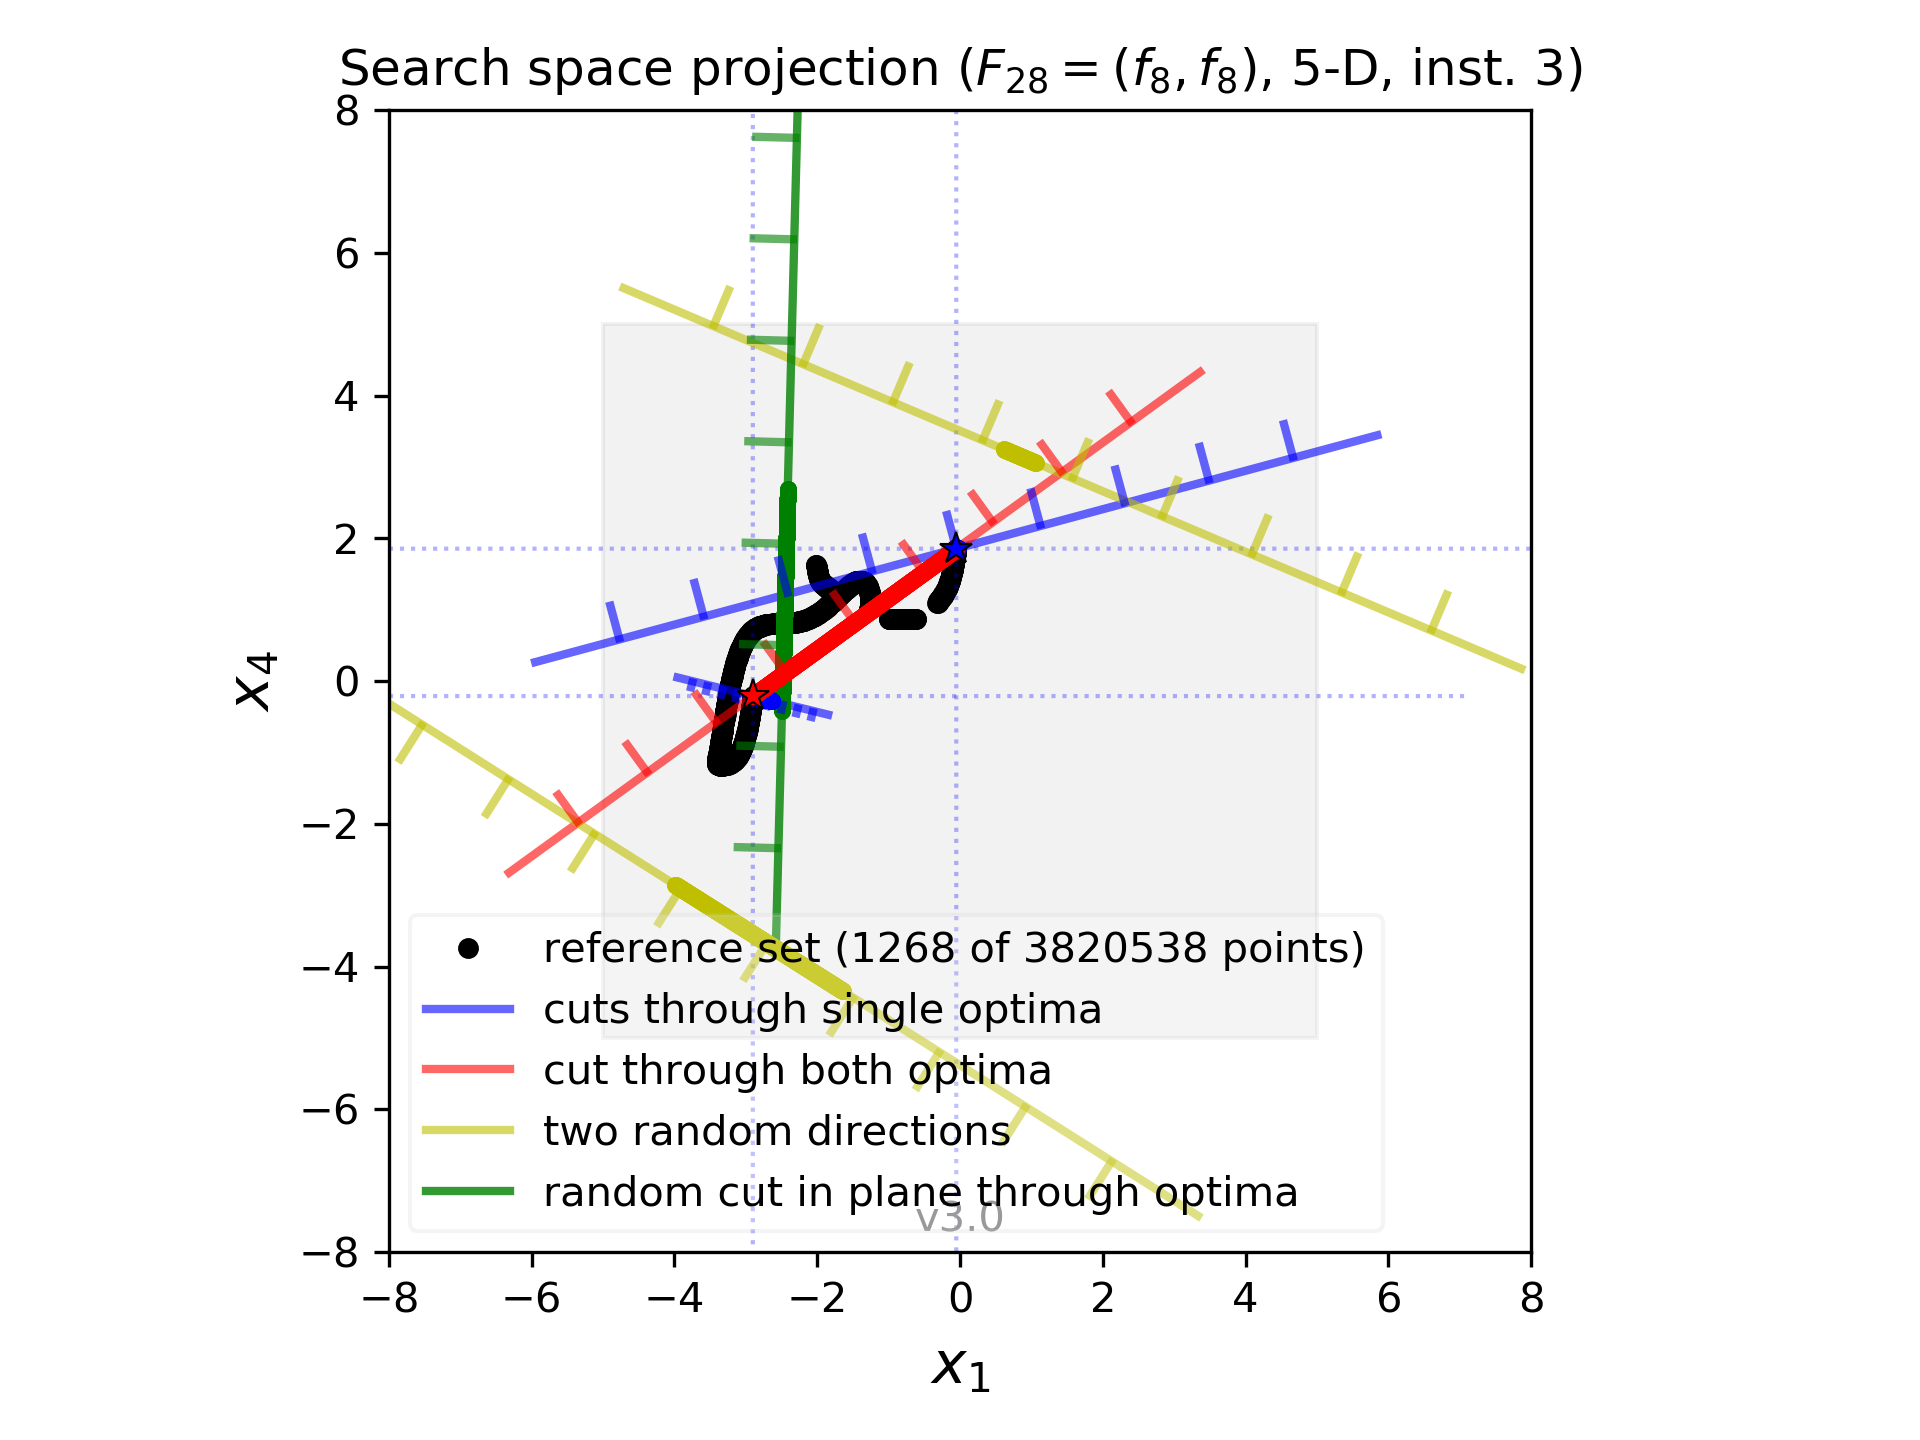 Search space projection (F₂₈ = (f₈, f₈), 5-D, inst. 3)
8
6
4
2
0
−2
−4
−6
−8
x₄
reference set (1268 of 3820538 points)
cuts through single optima
cut through both optima
two random directions
random cut in plane through optima
v3.0
−8 −6 −4 −2 0 2 4 6 8
x₁